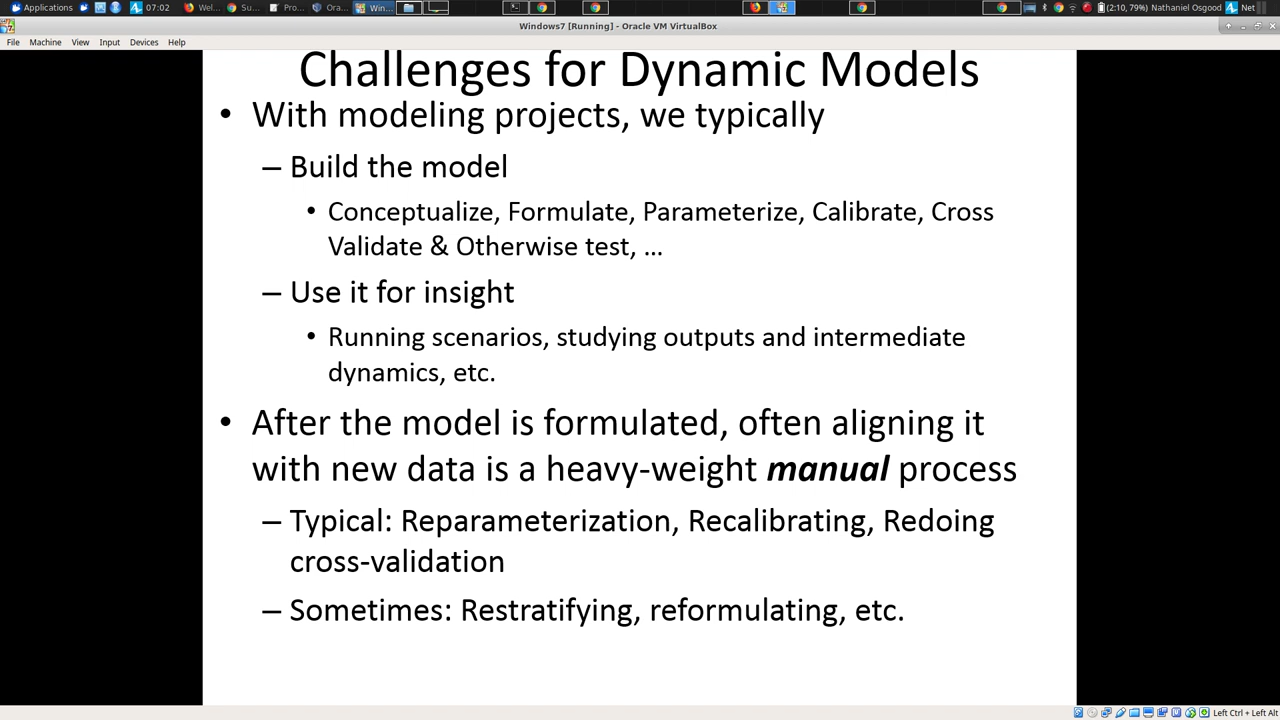 Applications 07:02 Wel... Su... Pro... Ora... Win... (2:10, 79%) Nathaniel Osgood Net
Windows7 [Running] - Oracle VM VirtualBox
File Machine View Input Devices Help
Challenges for Dynamic Models
• With modeling projects, we typically
– Build the model
• Conceptualize, Formulate, Parameterize, Calibrate, Cross
Validate & Otherwise test, ...
– Use it for insight
• Running scenarios, studying outputs and intermediate
dynamics, etc.
• After the model is formulated, often aligning it
with new data is a heavy-weight manual process
– Typical: Reparameterization, Recalibrating, Redoing
cross-validation
– Sometimes: Restratifying, reformulating, etc.
Left Ctrl + Left Alt